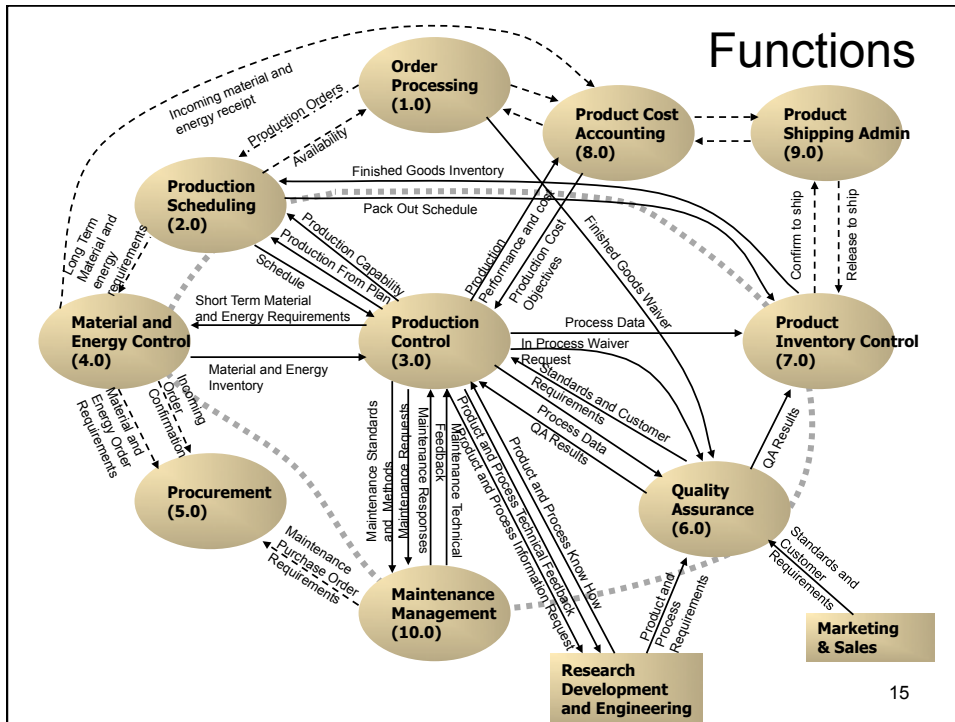 Functions
Order
Processing
(1.0)
Incoming material and
energy receipt
Production Orders
Availability
Product Cost
Accounting
(8.0)
Product
Shipping Admin
(9.0)
Production
Scheduling
(2.0)
Finished Goods Inventory
Pack Out Schedule
Long Term
Material and
energy
requirements
Production Capability
Production From Plan
Schedule
Production
Performance and cost
Production Cost
Objectives
Finished Goods Waiver
Confirm to ship
Release to ship
Short Term Material
and Energy Requirements
Material and
Energy Control
(4.0)
Production
Control
(3.0)
Process Data
In Process Waiver
Request
Product
Inventory Control
(7.0)
Material and Energy
Inventory
Standards and Customer
Requirements
Process Data
QA Results
QA Results
Incoming
Order
Confirmation
Material and
Energy Order
Requirements
Procurement
(5.0)
Maintenance Standards
and Methods
Maintenance Requests
Maintenance Responses
Feedback
Maintenance Technical
Product and Process Know How
Product and Process Technical Feedback
Product and Process Information Request
Quality
Assurance
(6.0)
Maintenance
Purchase Order
Requirements
Maintenance
Management
(10.0)
Product and
Process
Requirements
Standards and
Customer
Requirements
Marketing
& Sales
Research
Development
and Engineering
15